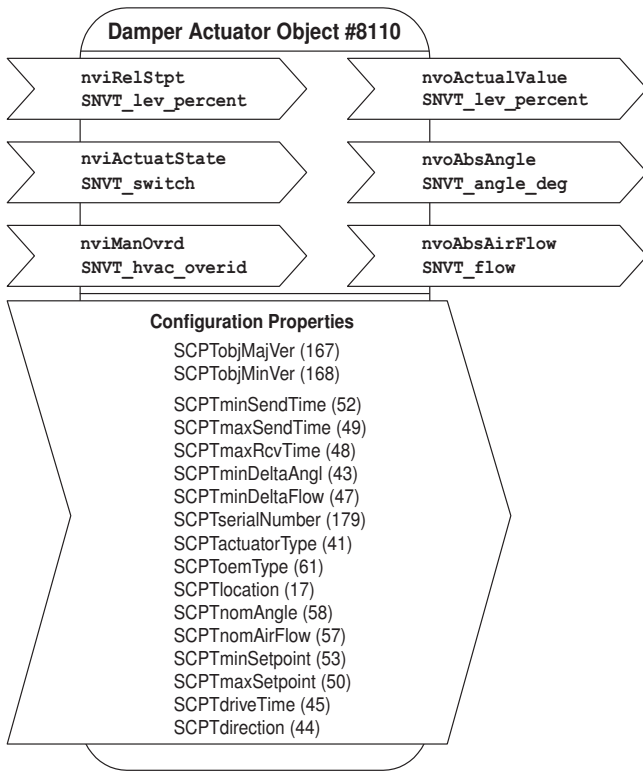 Damper Actuator Object #8110
nviRelStpt
SNVT_lev_percent
nvoActualValue
SNVT_lev_percent
nviActuatState
SNVT_switch
nvoAbsAngle
SNVT_angle_deg
nviManOvrd
SNVT_hvac_overid
nvoAbsAirFlow
SNVT_flow
Configuration Properties
SCPTobjMajVer (167)
SCPTobjMinVer (168)
SCPTminSendTime (52)
SCPTmaxSendTime (49)
SCPTmaxRcvTime (48)
SCPTminDeltaAngl (43)
SCPTminDeltaFlow (47)
SCPTserialNumber (179)
SCPTactuatorType (41)
SCPToemType (61)
SCPTlocation (17)
SCPTnomAngle (58)
SCPTnomAirFlow (57)
SCPTminSetpoint (53)
SCPTmaxSetpoint (50)
SCPTdriveTime (45)
SCPTdirection (44)